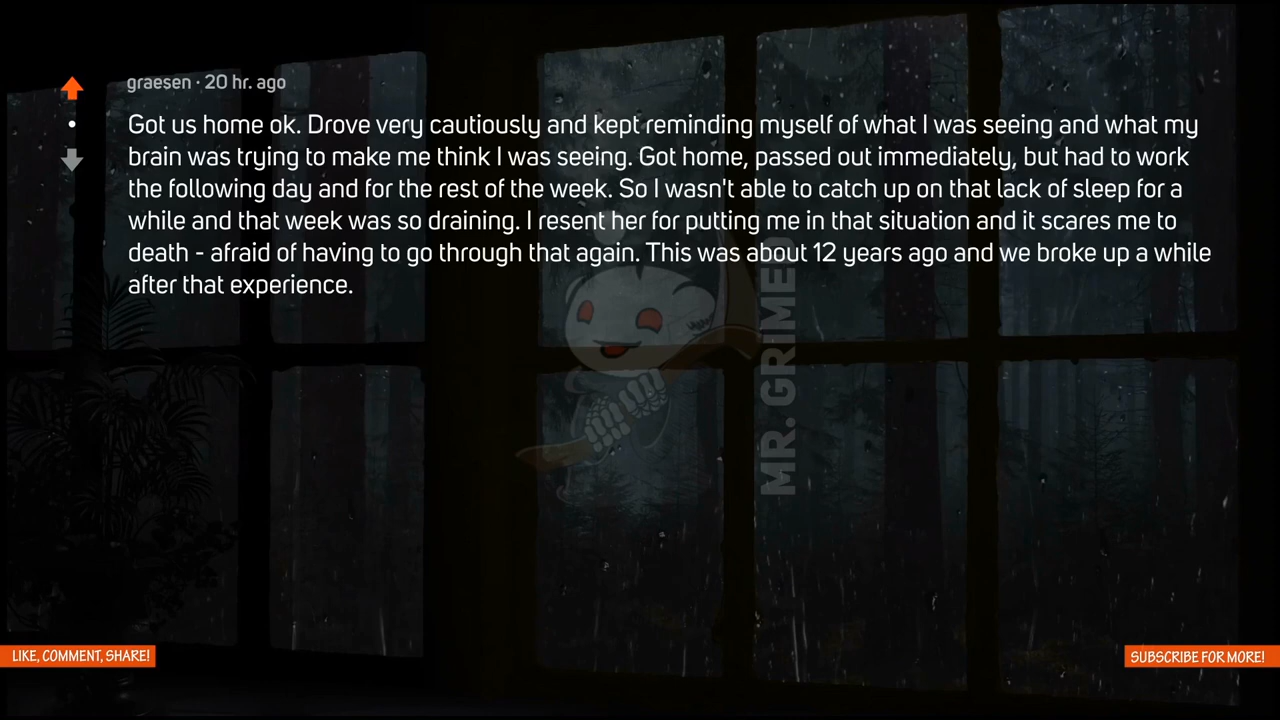 graesen · 20 hr. ago
Got us home ok. Drove very cautiously and kept reminding myself of what I was seeing and what my
brain was trying to make me think I was seeing. Got home, passed out immediately, but had to work
the following day and for the rest of the week. So I wasn't able to catch up on that lack of sleep for a
while and that week was so draining. I resent her for putting me in that situation and it scares me to
death - afraid of having to go through that again. This was about 12 years ago and we broke up a while
after that experience.
MR. GRIMED
LIKE, COMMENT, SHARE!
SUBSCRIBE FOR MORE!